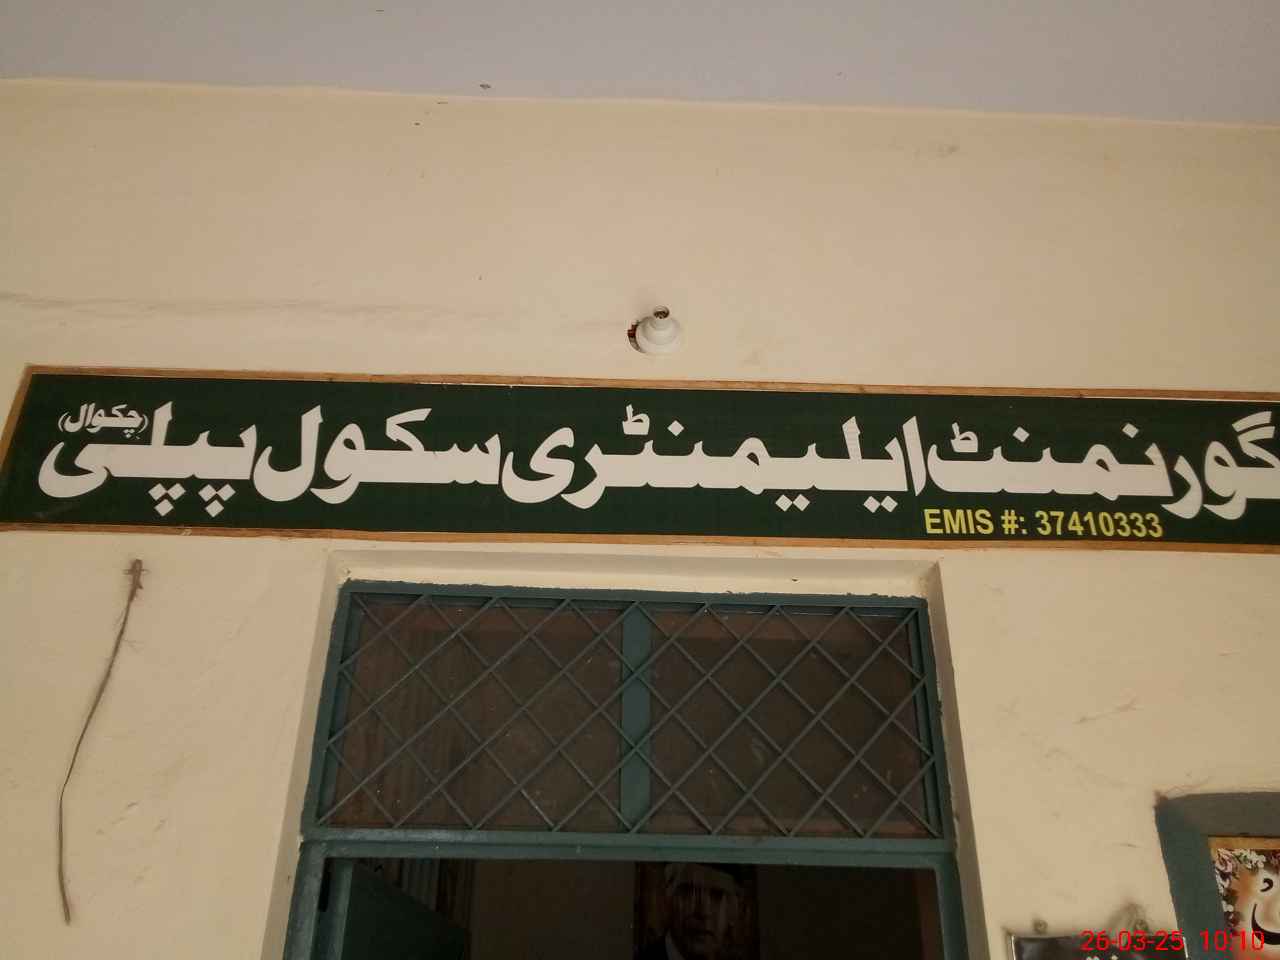 گورنمنٹ ایلیمنٹری سکول پپلی (چکوال)
EMIS #: 37410333
26-03-25 10:10